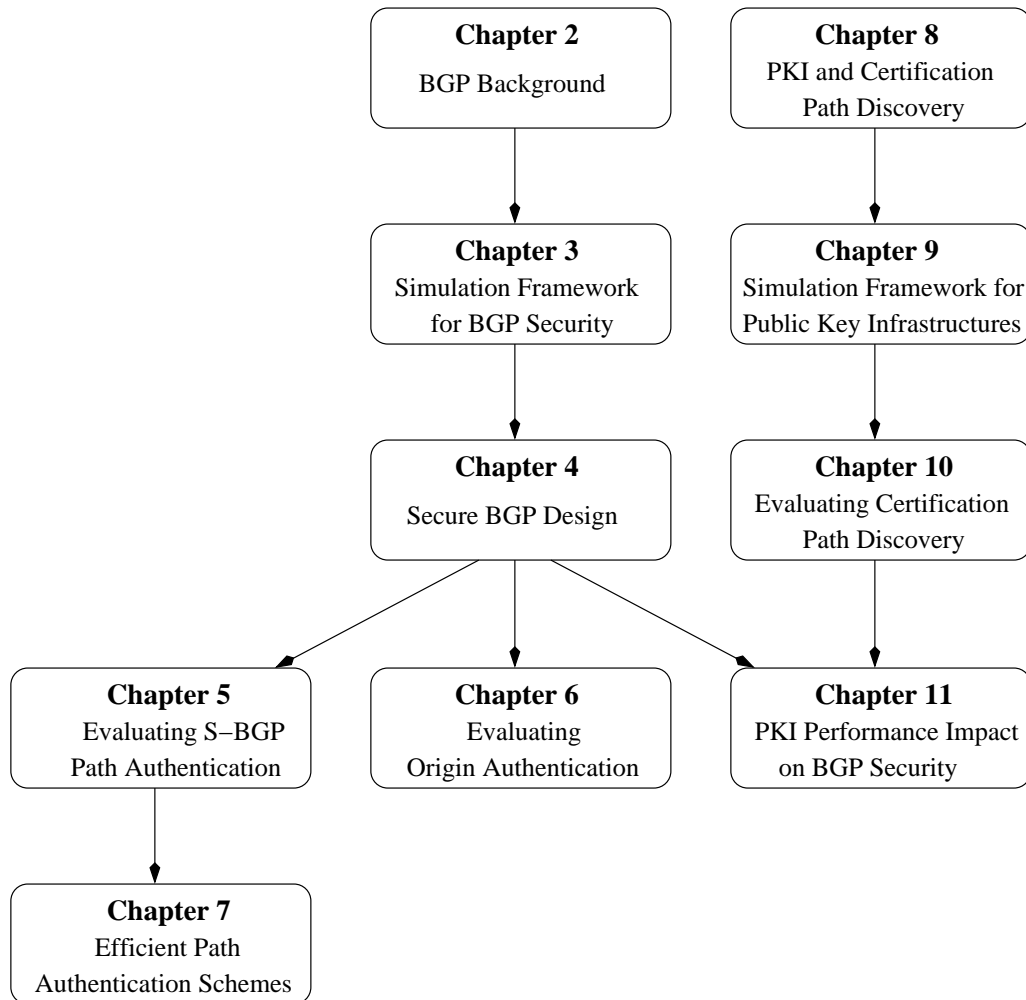 Chapter 2
BGP Background
Chapter 8
PKI and Certification
Path Discovery
Chapter 3
Simulation Framework
for BGP Security
Chapter 9
Simulation Framework for
Public Key Infrastructures
Chapter 4
Secure BGP Design
Chapter 10
Evaluating Certification
Path Discovery
Chapter 5
Evaluating S−BGP
Path Authentication
Chapter 6
Evaluating
Origin Authentication
Chapter 11
PKI Performance Impact
on BGP Security
Chapter 7
Efficient Path
Authentication Schemes